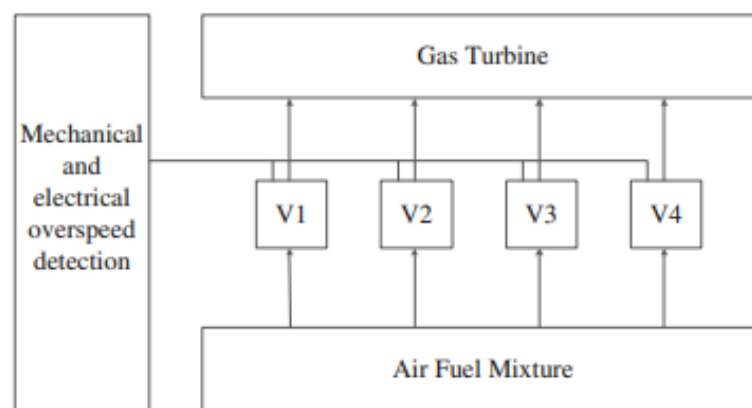 Gas Turbine
Mechanical
and
electrical
overspeed
detection
V1
V2
V3
V4
Air Fuel Mixture